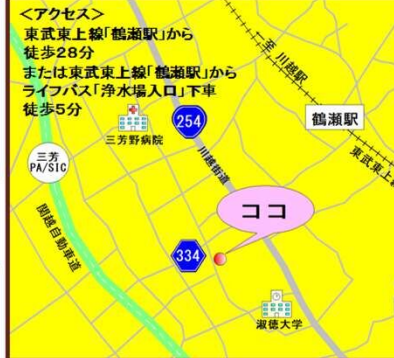 <アクセス>
東武東上線「鶴瀬駅」から
徒歩28分
または東武東上線「鶴瀬駅」から
ライフバス「浄水場入口」下車
徒歩5分
至 川越駅
鶴瀬駅
東武東上
254
三芳野病院
川越街道
三芳
PA/SIC
関越自動車道
ココ
334
淑徳大学